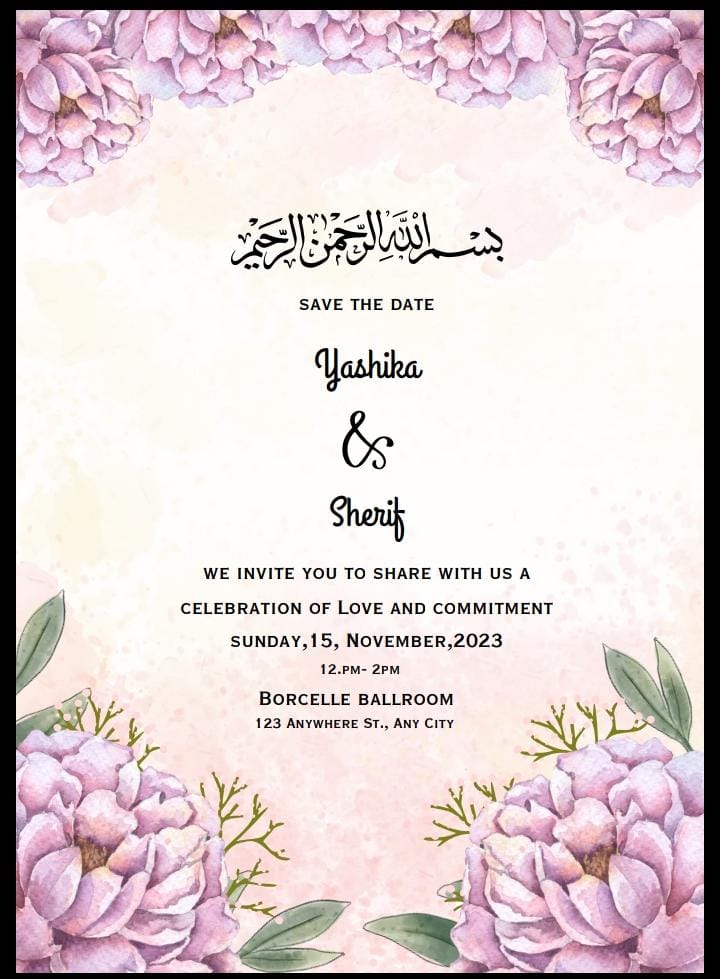 بسم الله الرحمن الرحيم
SAVE THE DATE
Yashika
&
Sherif
WE INVITE YOU TO SHARE WITH US A
CELEBRATION OF LOVE AND COMMITMENT
SUNDAY,15, NOVEMBER,2023
12.PM- 2PM
BORCELLE BALLROOM
123 ANYWHERE ST., ANY CITY